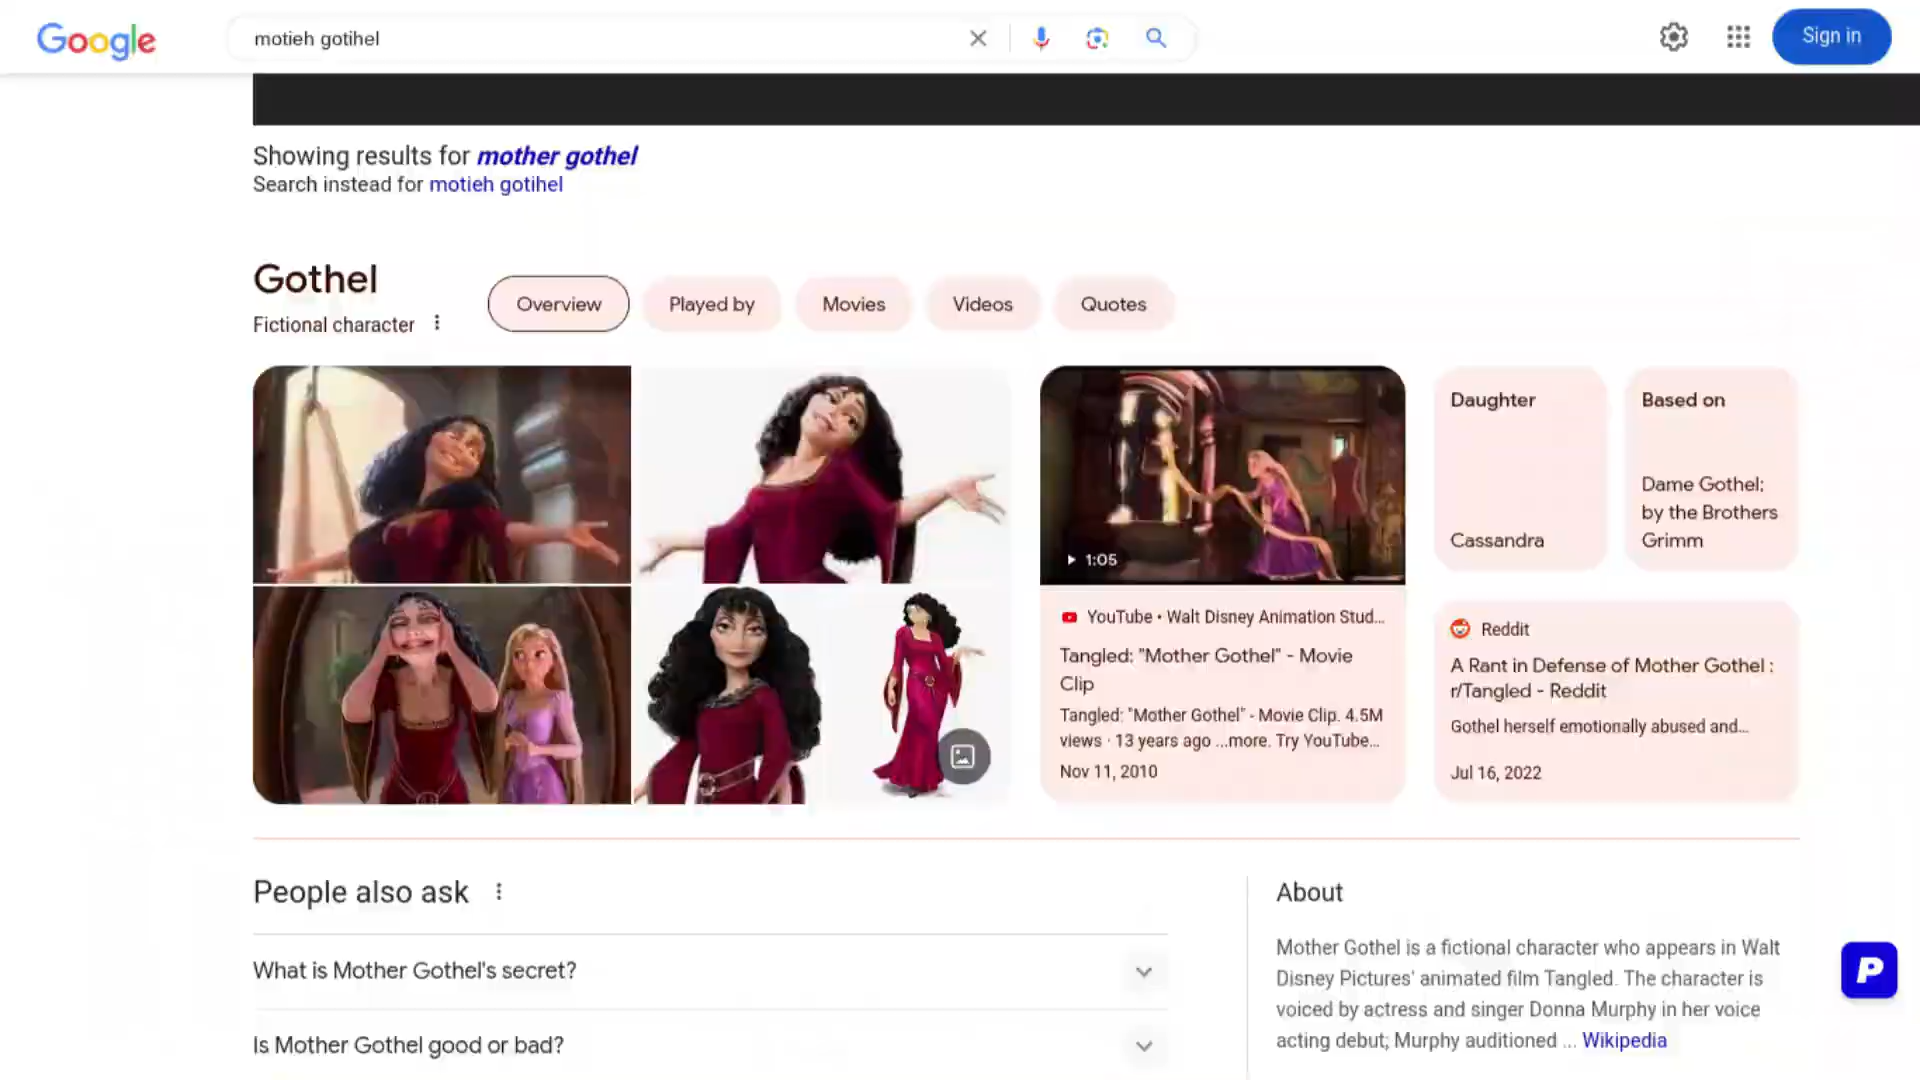 Google
motieh gotihel
Sign in
Showing results for mother gothel
Search instead for motieh gotihel
Gothel
Fictional character
Overview
Played by
Movies
Videos
Quotes
1:05
YouTube • Walt Disney Animation Stud...
Tangled: "Mother Gothel" - Movie
Clip
Tangled: "Mother Gothel" - Movie Clip. 4.5M
views · 13 years ago ...more. Try YouTube...
Nov 11, 2010
Daughter
Cassandra
Based on
Dame Gothel;
by the Brothers
Grimm
Reddit
A Rant in Defense of Mother Gothel :
r/Tangled - Reddit
Gothel herself emotionally abused and...
Jul 16, 2022
People also ask
What is Mother Gothel's secret?
Is Mother Gothel good or bad?
About
Mother Gothel is a fictional character who appears in Walt
Disney Pictures' animated film Tangled. The character is
voiced by actress and singer Donna Murphy in her voice
acting debut; Murphy auditioned ... Wikipedia
P